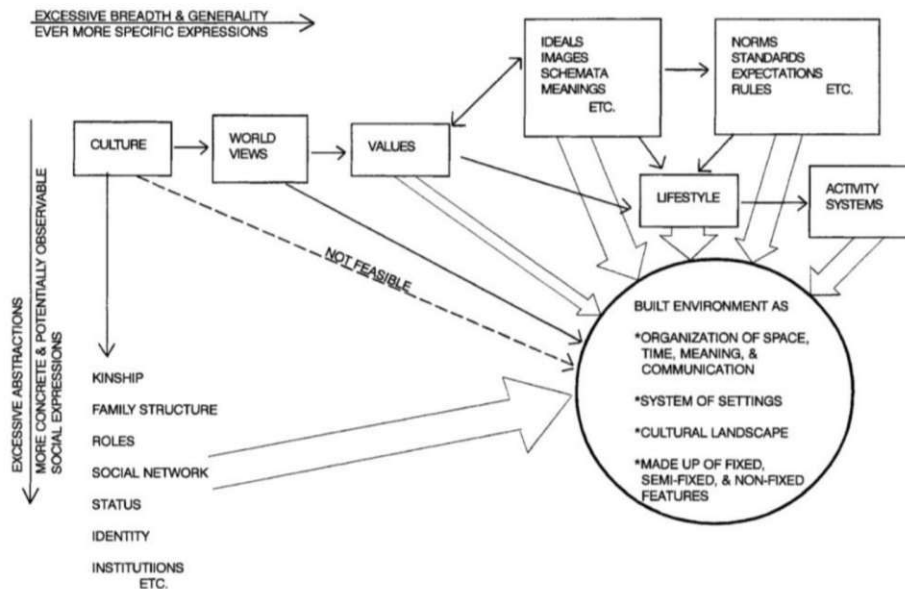 EXCESSIVE BREADTH & GENERALITY
EVER MORE SPECIFIC EXPRESSIONS
EXCESSIVE ABSTRACTIONS
MORE CONCRETE & POTENTIALLY OBSERVABLE
SOCIAL EXPRESSIONS
CULTURE
WORLD
VIEWS
VALUES
IDEALS
IMAGES
SCHEMATA
MEANINGS
ETC.
NORMS
STANDARDS
EXPECTATIONS
RULES ETC.
LIFESTYLE
ACTIVITY
SYSTEMS
NOT FEASIBLE
KINSHIP
FAMILY STRUCTURE
ROLES
SOCIAL NETWORK
STATUS
IDENTITY
INSTITUTIIONS
ETC.
BUILT ENVIRONMENT AS
*ORGANIZATION OF SPACE,
TIME, MEANING, &
COMMUNICATION
*SYSTEM OF SETTINGS
*CULTURAL LANDSCAPE
*MADE UP OF FIXED,
SEMI-FIXED, & NON-FIXED
FEATURES